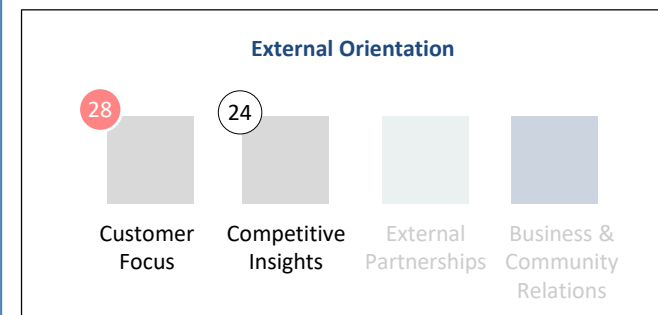 External Orientation
28
24
Customer
Focus
Competitive
Insights
External
Partnerships
Business &
Community
Relations